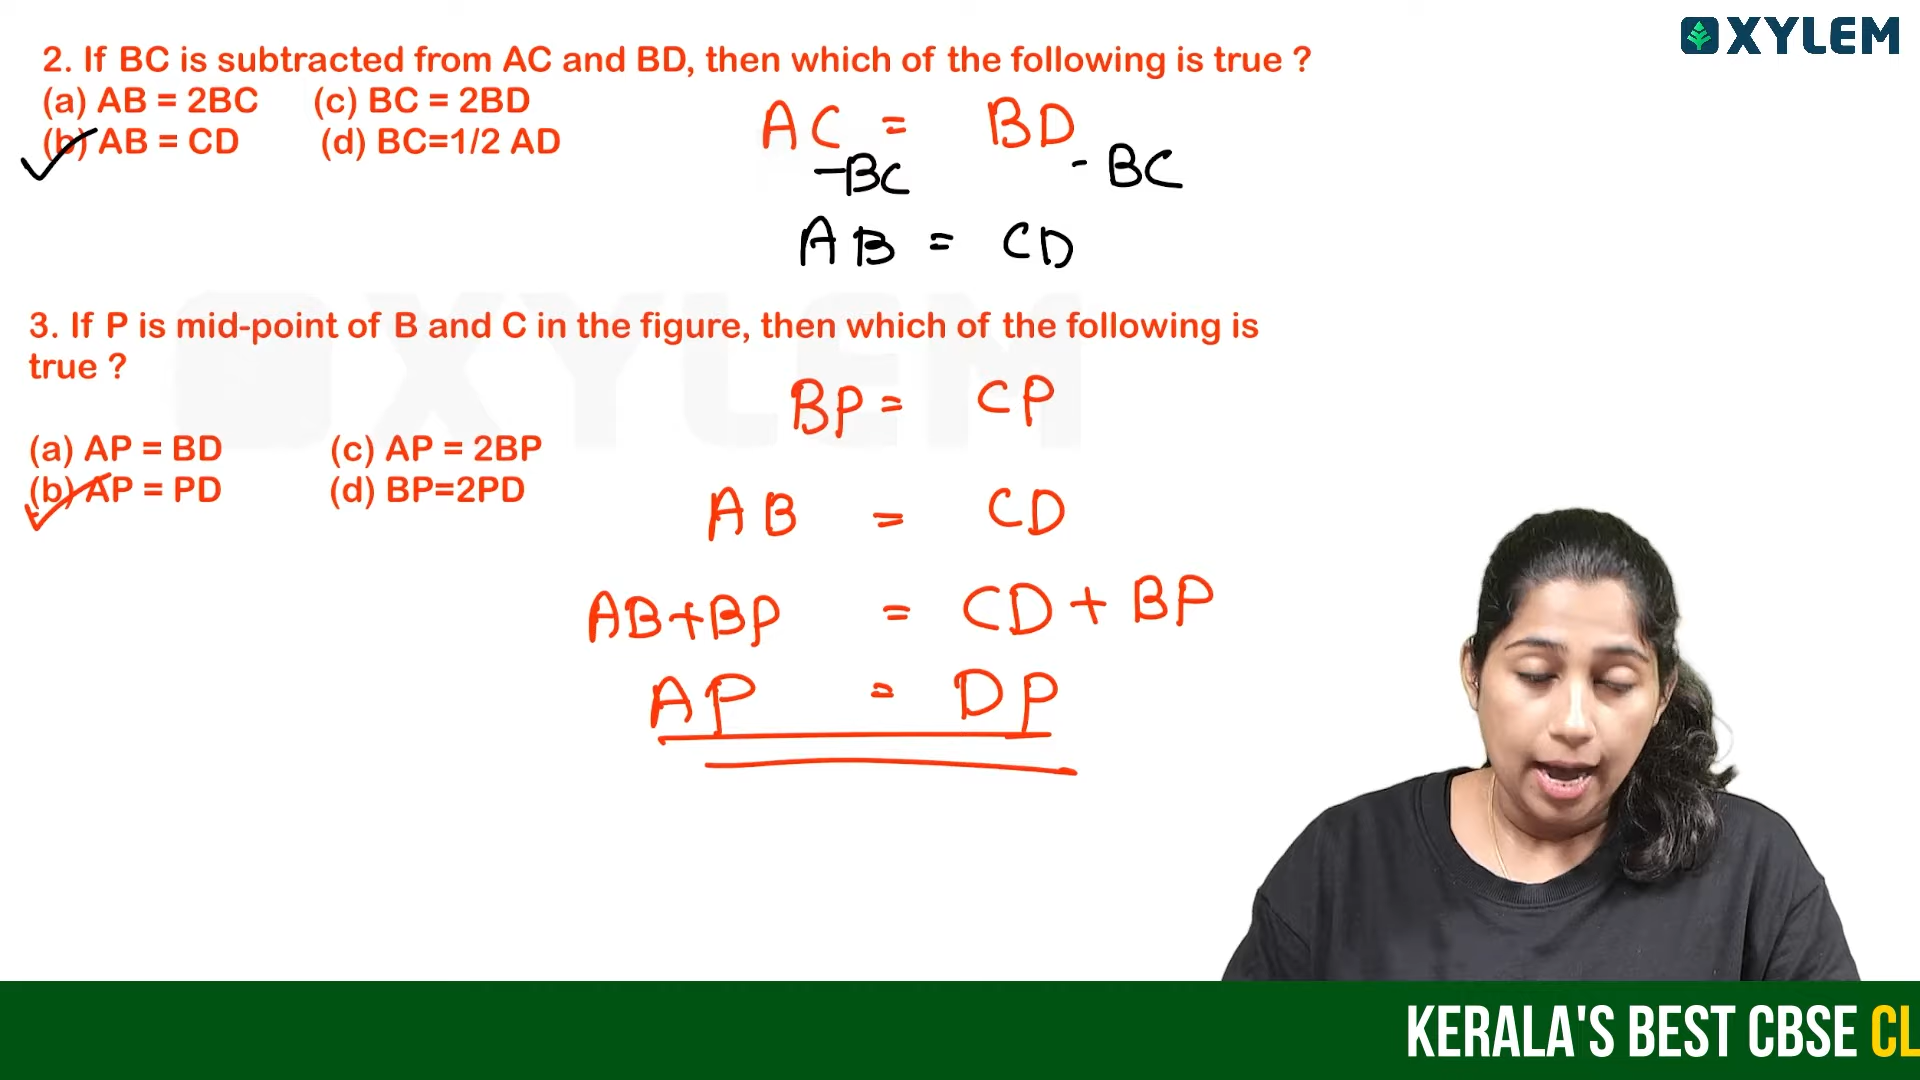 XYLEM
2. If BC is subtracted from AC and BD, then which of the following is true ?
(a) AB = 2BC (c) BC = 2BD
(b) AB = CD (d) BC=1/2 AD
AC = BD
-BC - BC
AB = CD
XYLEM
3. If P is mid-point of B and C in the figure, then which of the following is
true ?
BP = CP
(a) AP = BD (c) AP = 2BP
(b) AP = PD (d) BP=2PD
AB = CD
AB+BP = CD + BP
AP = DP
KERALA'S BEST CBSE CL